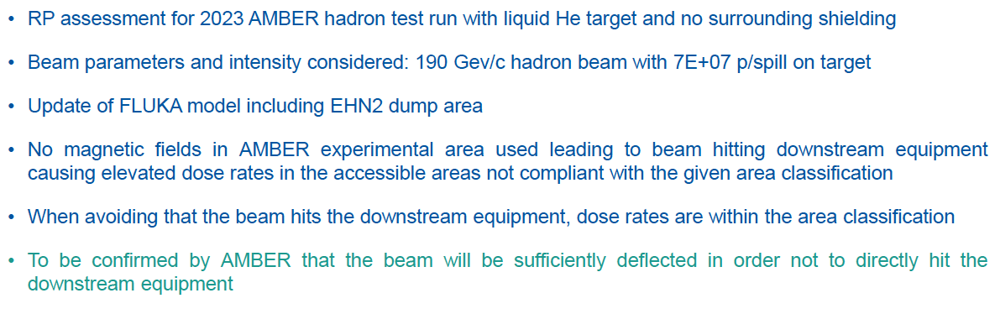 • RP assessment for 2023 AMBER hadron test run with liquid He target and no surrounding shielding
• Beam parameters and intensity considered: 190 Gev/c hadron beam with 7E+07 p/spill on target
• Update of FLUKA model including EHN2 dump area
• No magnetic fields in AMBER experimental area used leading to beam hitting downstream equipment
causing elevated dose rates in the accessible areas not compliant with the given area classification
• When avoiding that the beam hits the downstream equipment, dose rates are within the area classification
• To be confirmed by AMBER that the beam will be sufficiently deflected in order not to directly hit the
downstream equipment